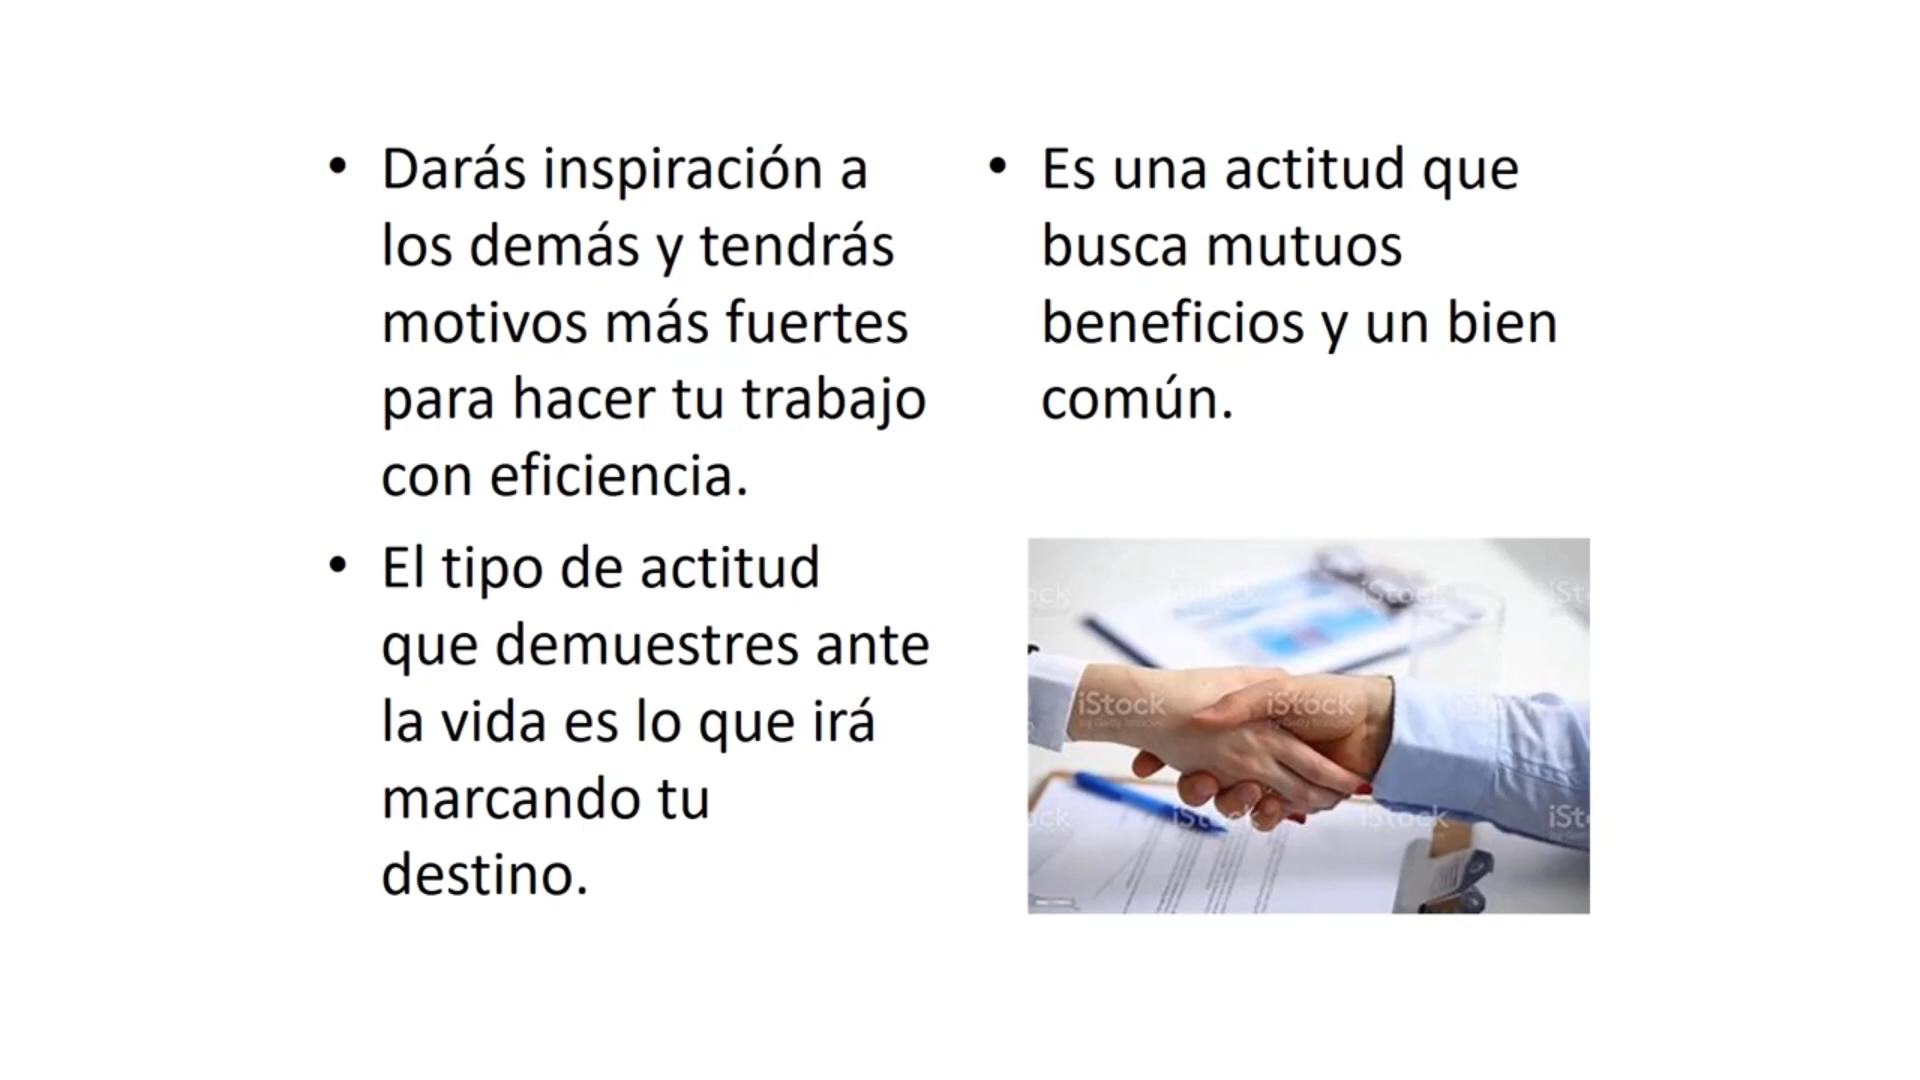 • Darás inspiración a
los demás y tendrás
motivos más fuertes
para hacer tu trabajo
con eficiencia.
• El tipo de actitud
que demuestres ante
la vida es lo que irá
marcando tu
destino.
• Es una actitud que
busca mutuos
beneficios y un bien
común.
iStock
iStock
iStock
iStock